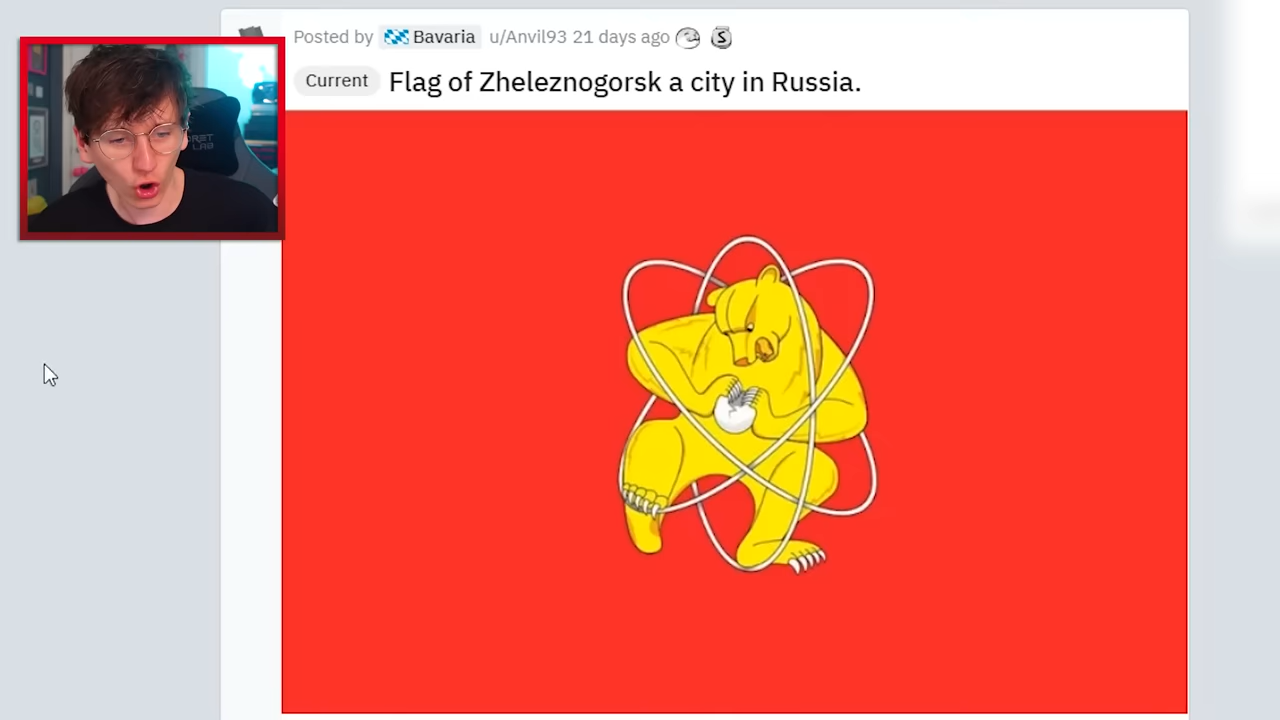 Posted by Bavaria u/Anvil93 21 days ago
Current Flag of Zheleznogorsk a city in Russia.